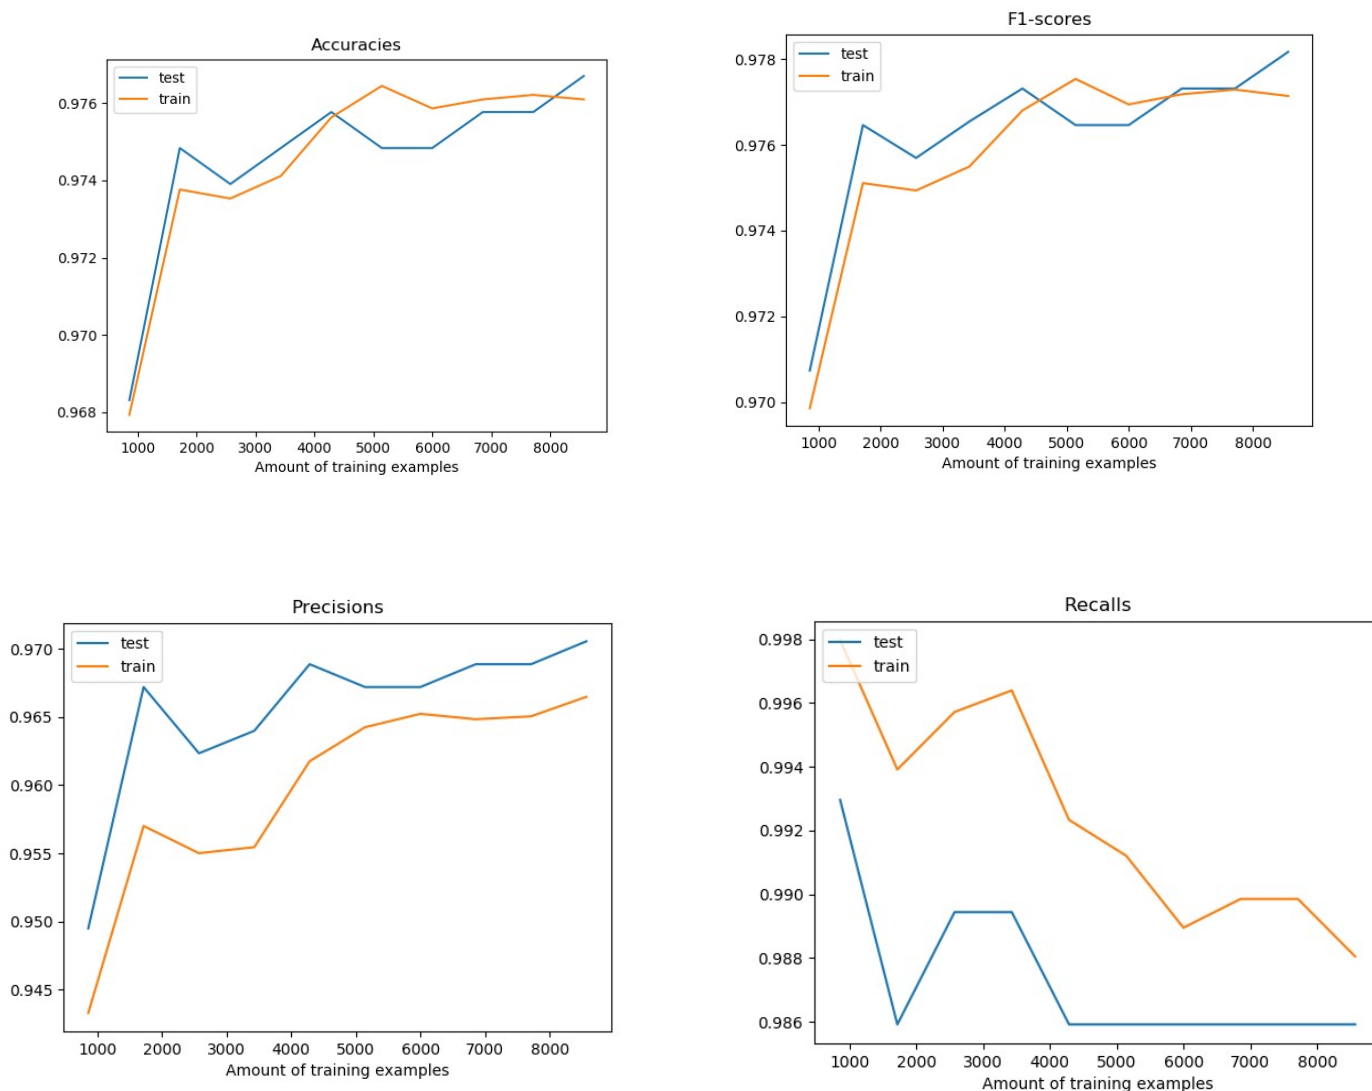 Accuracies
test
train
0.976
0.974
0.972
0.970
0.968
1000 2000 3000 4000 5000 6000 7000 8000
Amount of training examples
F1-scores
test
train
0.978
0.976
0.974
0.972
0.970
1000 2000 3000 4000 5000 6000 7000 8000
Amount of training examples
Precisions
test
train
0.970
0.965
0.960
0.955
0.950
0.945
1000 2000 3000 4000 5000 6000 7000 8000
Amount of training examples
Recalls
test
train
0.998
0.996
0.994
0.992
0.990
0.988
0.986
1000 2000 3000 4000 5000 6000 7000 8000
Amount of training examples